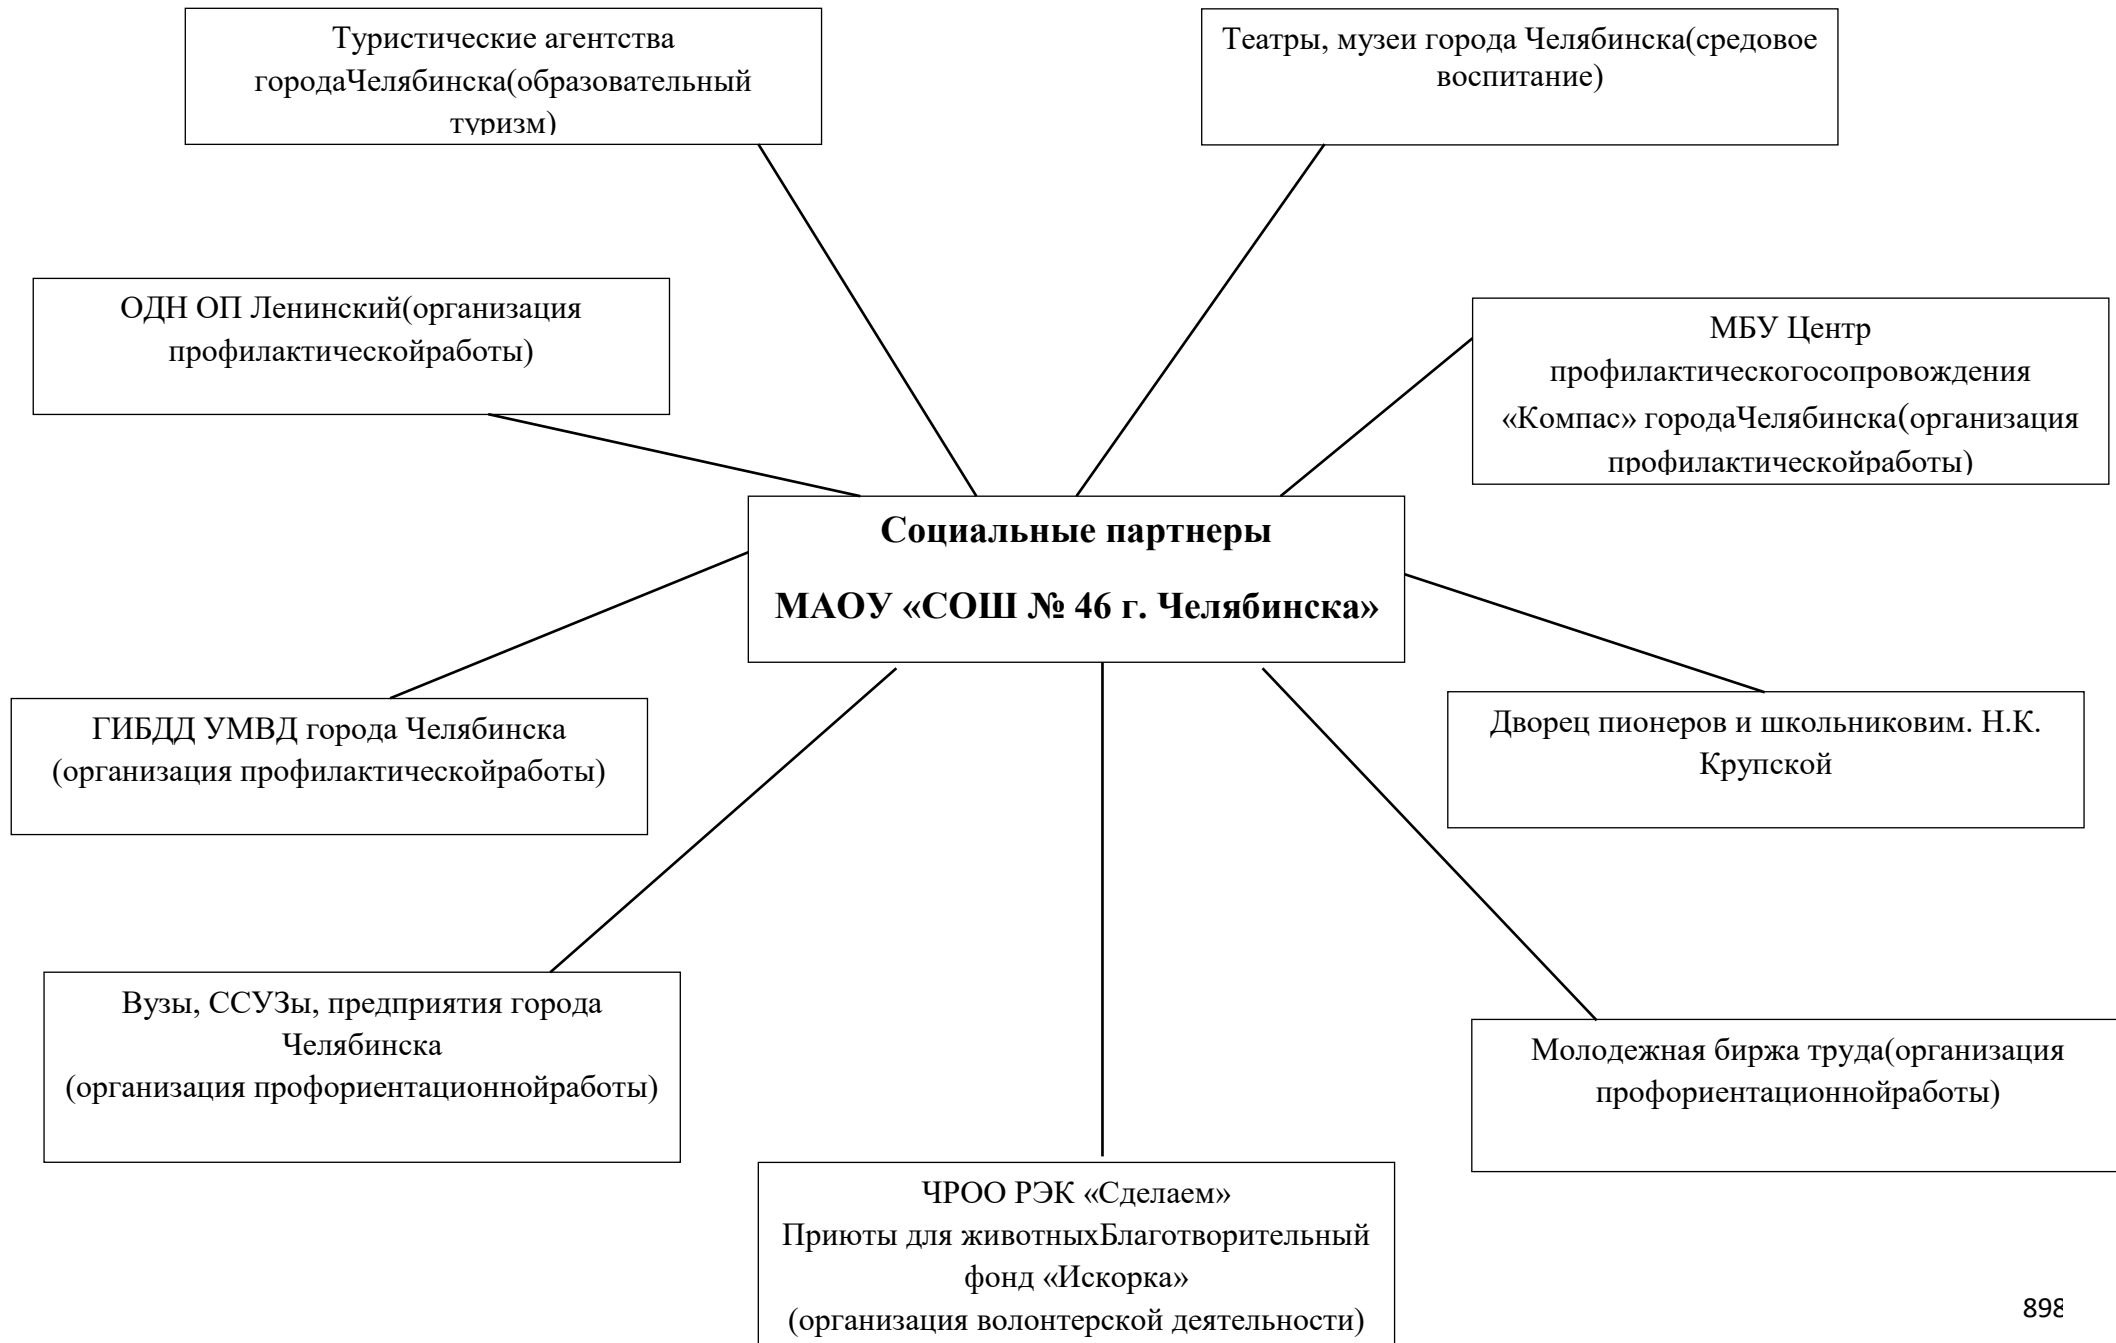 Туристические агентства
городаЧелябинска(образовательный
туризм)
Театры, музеи города Челябинска(средовое
воспитание)
ОДН ОП Ленинский(организация
профилактическойработы)
МБУ Центр
профилактическогосопровождения
«Компас» городаЧелябинска(организация
профилактическойработы)
Социальные партнеры
МАОУ «СОШ № 46 г. Челябинска»
ГИБДД УМВД города Челябинска
(организация профилактическойработы)
Дворец пионеров и школьниковим. Н.К.
Крупской
Вузы, ССУЗы, предприятия города
Челябинска
(организация профориентационнойработы)
Молодежная биржа труда(организация
профориентационнойработы)
ЧРОО РЭК «Сделаем»
Приюты для животныхБлаготворительный
фонд «Искорка»
(организация волонтерской деятельности)
898